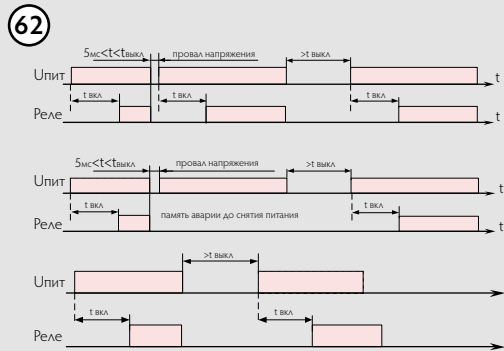 62
5мс<t<tвыкл провал напряжения >t выкл
Uпит t
t вкл t вкл t вкл
Реле t
5мс<t<tвыкл провал напряжения >t выкл
Uпит t
t вкл t вкл
память аварии до снятия питания
Реле t
>t выкл
Uпит
t вкл t вкл
Реле